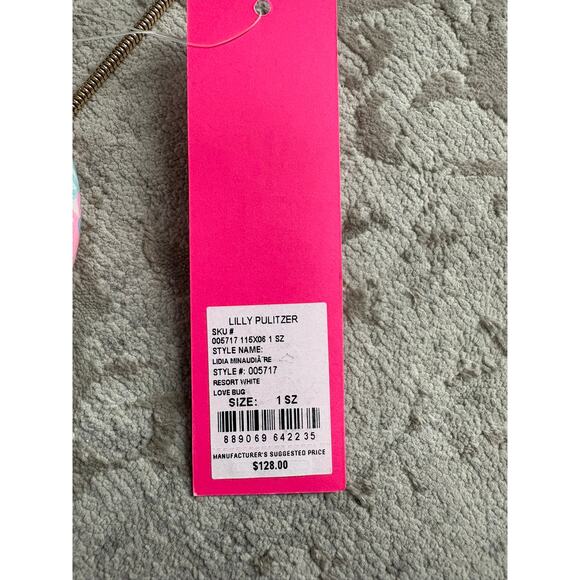 LILLY PULITZER
SKU #
005717 115X06 1 SZ
STYLE NAME:
LIDIA MINAUDIÃ¨RE
STYLE #: 005717
RESORT WHITE
LOVE BUG
SIZE: 1 SZ
889069 642235
MANUFACTURER'S SUGGESTED PRICE
$128.00